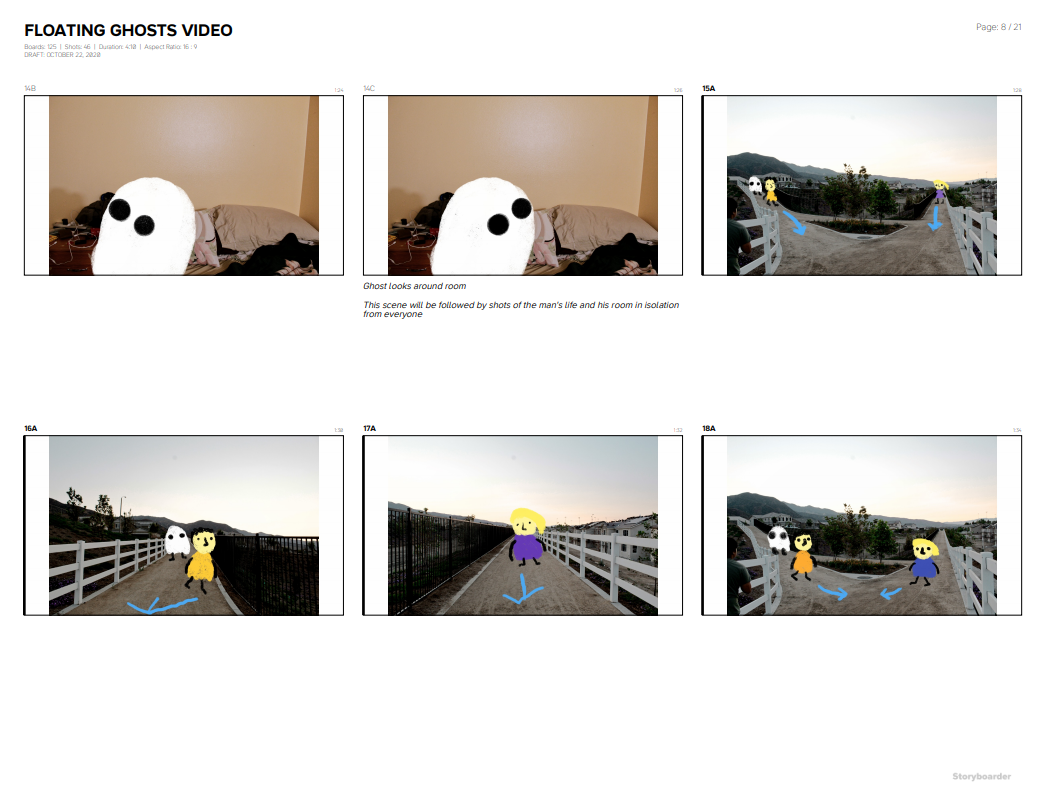 FLOATING GHOSTS VIDEO
Page: 8 / 21
Boards: 125 | Shots: 46 | Duration: 4:10 | Aspect Ratio: 16 : 9
DRAFT: OCTOBER 22, 2020
14B 1:24
14C 1:26
15A 1:28
Ghost looks around room
This scene will be followed by shots of the man's life and his room in isolation
from everyone
16A 1:30
17A 1:32
18A 1:34
Storyboarder